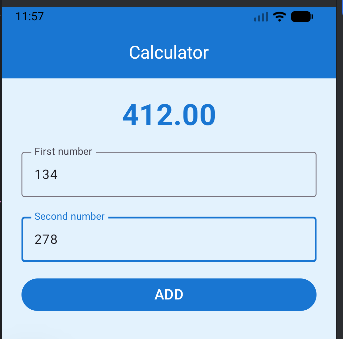 11:57
Calculator
412.00
First number
134
Second number
278
ADD